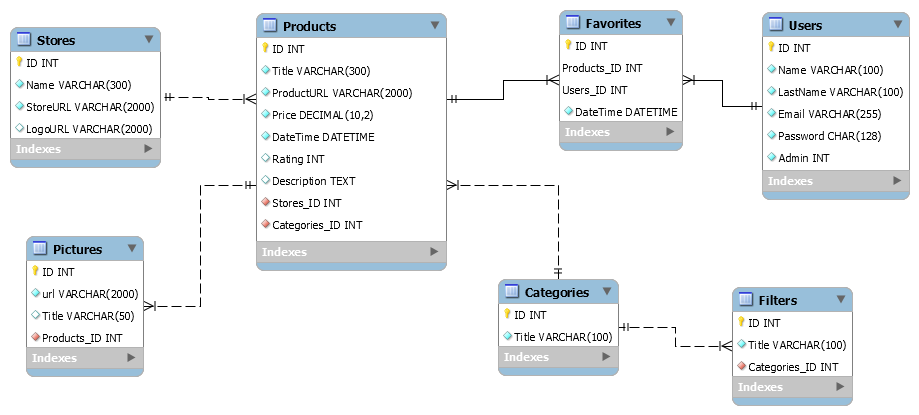 Stores
ID INT
Name VARCHAR(300)
StoreURL VARCHAR(2000)
LogoURL VARCHAR(2000)
Indexes
Products
ID INT
Title VARCHAR(300)
ProductURL VARCHAR(2000)
Price DECIMAL(10,2)
DateTime DATETIME
Rating INT
Description TEXT
Stores_ID INT
Categories_ID INT
Indexes
Favorites
ID INT
Products_ID INT
Users_ID INT
DateTime DATETIME
Indexes
Users
ID INT
Name VARCHAR(100)
LastName VARCHAR(100)
Email VARCHAR(255)
Password CHAR(128)
Admin INT
Indexes
Pictures
ID INT
url VARCHAR(2000)
Title VARCHAR(50)
Products_ID INT
Indexes
Categories
ID INT
Title VARCHAR(100)
Indexes
Filters
ID INT
Title VARCHAR(100)
Categories_ID INT
Indexes